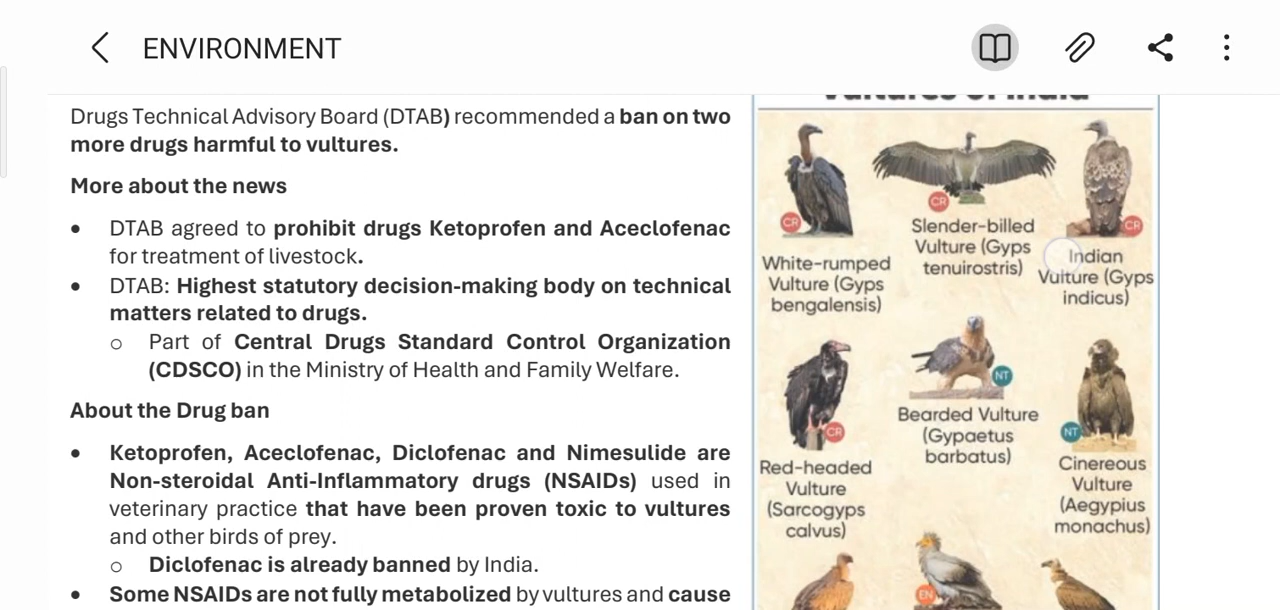 ENVIRONMENT
Drugs Technical Advisory Board (DTAB) recommended a ban on two
more drugs harmful to vultures.
More about the news
• DTAB agreed to prohibit drugs Ketoprofen and Aceclofenac
for treatment of livestock.
• DTAB: Highest statutory decision-making body on technical
matters related to drugs.
○ Part of Central Drugs Standard Control Organization
(CDSCO) in the Ministry of Health and Family Welfare.
About the Drug ban
• Ketoprofen, Aceclofenac, Diclofenac and Nimesulide are
Non-steroidal Anti-Inflammatory drugs (NSAIDs) used in
veterinary practice that have been proven toxic to vultures
and other birds of prey.
○ Diclofenac is already banned by India.
• Some NSAIDs are not fully metabolized by vultures and cause
Vultures of India
CR
White-rumped
Vulture (Gyps
bengalensis)
CR
Slender-billed
Vulture (Gyps
tenuirostris)
CR
Indian
Vulture (Gyps
indicus)
CR
Red-headed
Vulture
(Sarcogyps
calvus)
NT
Bearded Vulture
(Gypaetus
barbatus)
NT
Cinereous
Vulture
(Aegypius
monachus)
EN